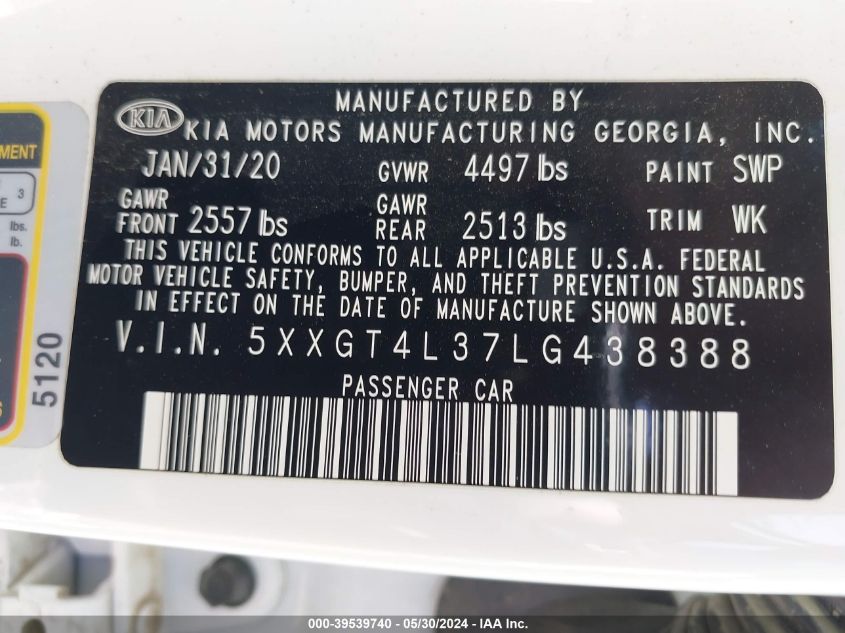 MANUFACTURED BY
KIA KIA MOTORS MANUFACTURING GEORGIA, INC.
JAN/31/20 GVWR 4497 lbs PAINT SWP
GAWR FRONT 2557 lbs GAWR REAR 2513 lbs TRIM WK
THIS VEHICLE CONFORMS TO ALL APPLICABLE U.S.A. FEDERAL
MOTOR VEHICLE SAFETY, BUMPER, AND THEFT PREVENTION STANDARDS
IN EFFECT ON THE DATE OF MANUFACTURE SHOWN ABOVE.
V.I.N. 5XXGT4L37LG438388
PASSENGER CAR
3
lbs.
lb.
5120
000-39539740 - 05/30/2024 - IAA Inc.